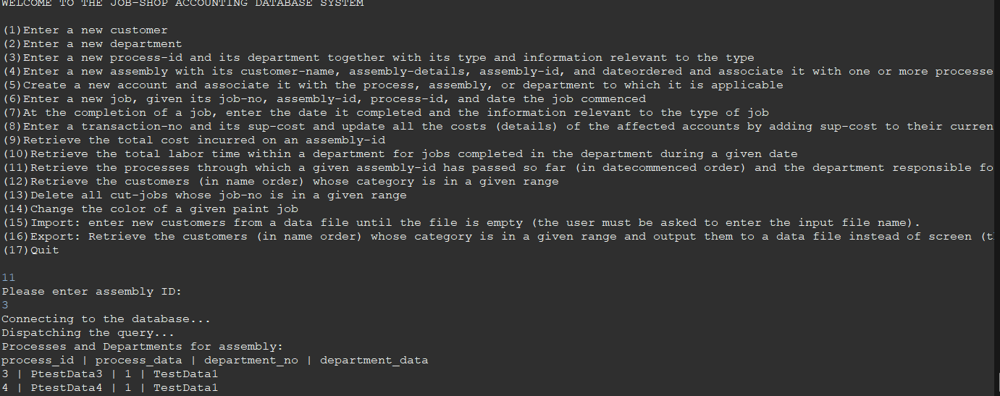 WELCOME TO THE JOB-SHOP ACCOUNTING DATABASE SYSTEM
(1)Enter a new customer
(2)Enter a new department
(3)Enter a new process-id and its department together with its type and information relevant to the type
(4)Enter a new assembly with its customer-name, assembly-details, assembly-id, and dateordered and associate it with one or more processe
(5)Create a new account and associate it with the process, assembly, or department to which it is applicable
(6)Enter a new job, given its job-no, assembly-id, process-id, and date the job commenced
(7)At the completion of a job, enter the date it completed and the information relevant to the type of job
(8)Enter a transaction-no and its sup-cost and update all the costs (details) of the affected accounts by adding sup-cost to their curren
(9)Retrieve the total cost incurred on an assembly-id
(10)Retrieve the total labor time within a department for jobs completed in the department during a given date
(11)Retrieve the processes through which a given assembly-id has passed so far (in datecommenced order) and the department responsible fo
(12)Retrieve the customers (in name order) whose category is in a given range
(13)Delete all cut-jobs whose job-no is in a given range
(14)Change the color of a given paint job
(15)Import: enter new customers from a data file until the file is empty (the user must be asked to enter the input file name).
(16)Export: Retrieve the customers (in name order) whose category is in a given range and output them to a data file instead of screen (t
(17)Quit
11
Please enter assembly ID:
3
Connecting to the database...
Dispatching the query...
Processes and Departments for assembly:
process_id | process_data | department_no | department_data
3 | PtestData3 | 1 | TestData1
4 | PtestData4 | 1 | TestData1